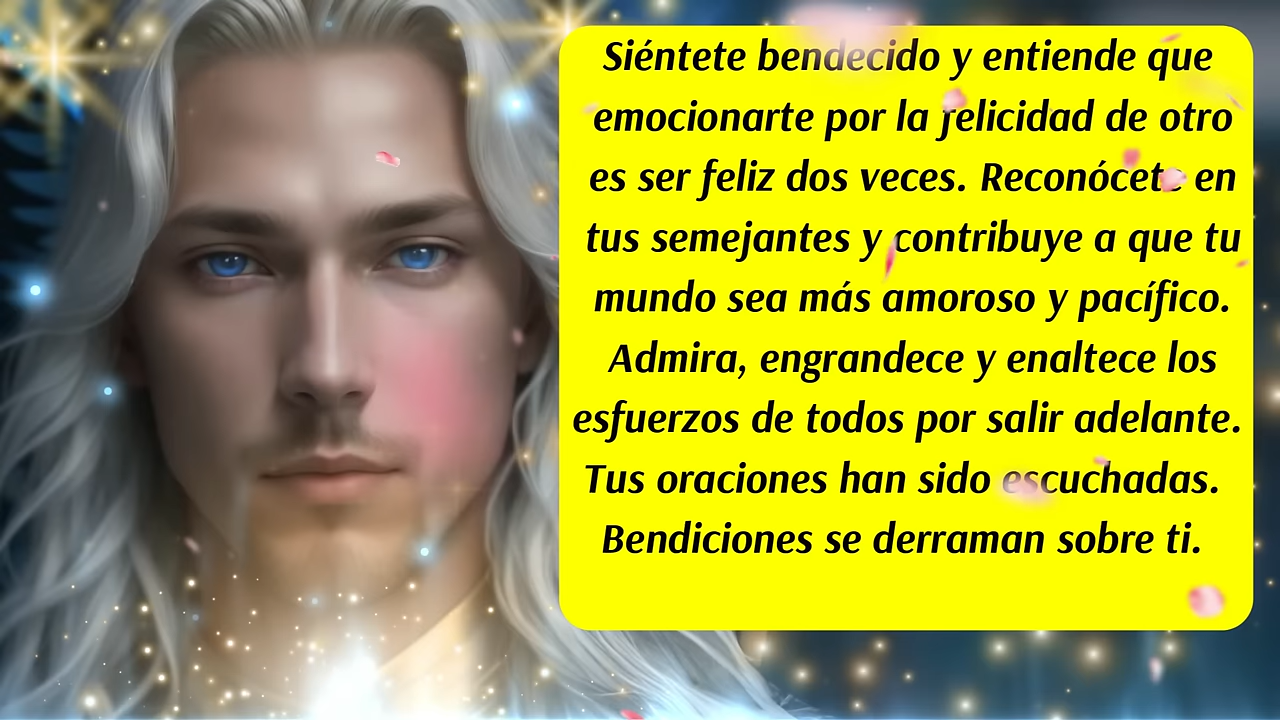 Siéntete bendecido y entiende que
emocionarte por la felicidad de otro
es ser feliz dos veces. Reconócete en
tus semejantes y contribuye a que tu
mundo sea más amoroso y pacífico.
Admira, engrandece y enaltece los
esfuerzos de todos por salir adelante.
Tus oraciones han sido escuchadas.
Bendiciones se derraman sobre ti.